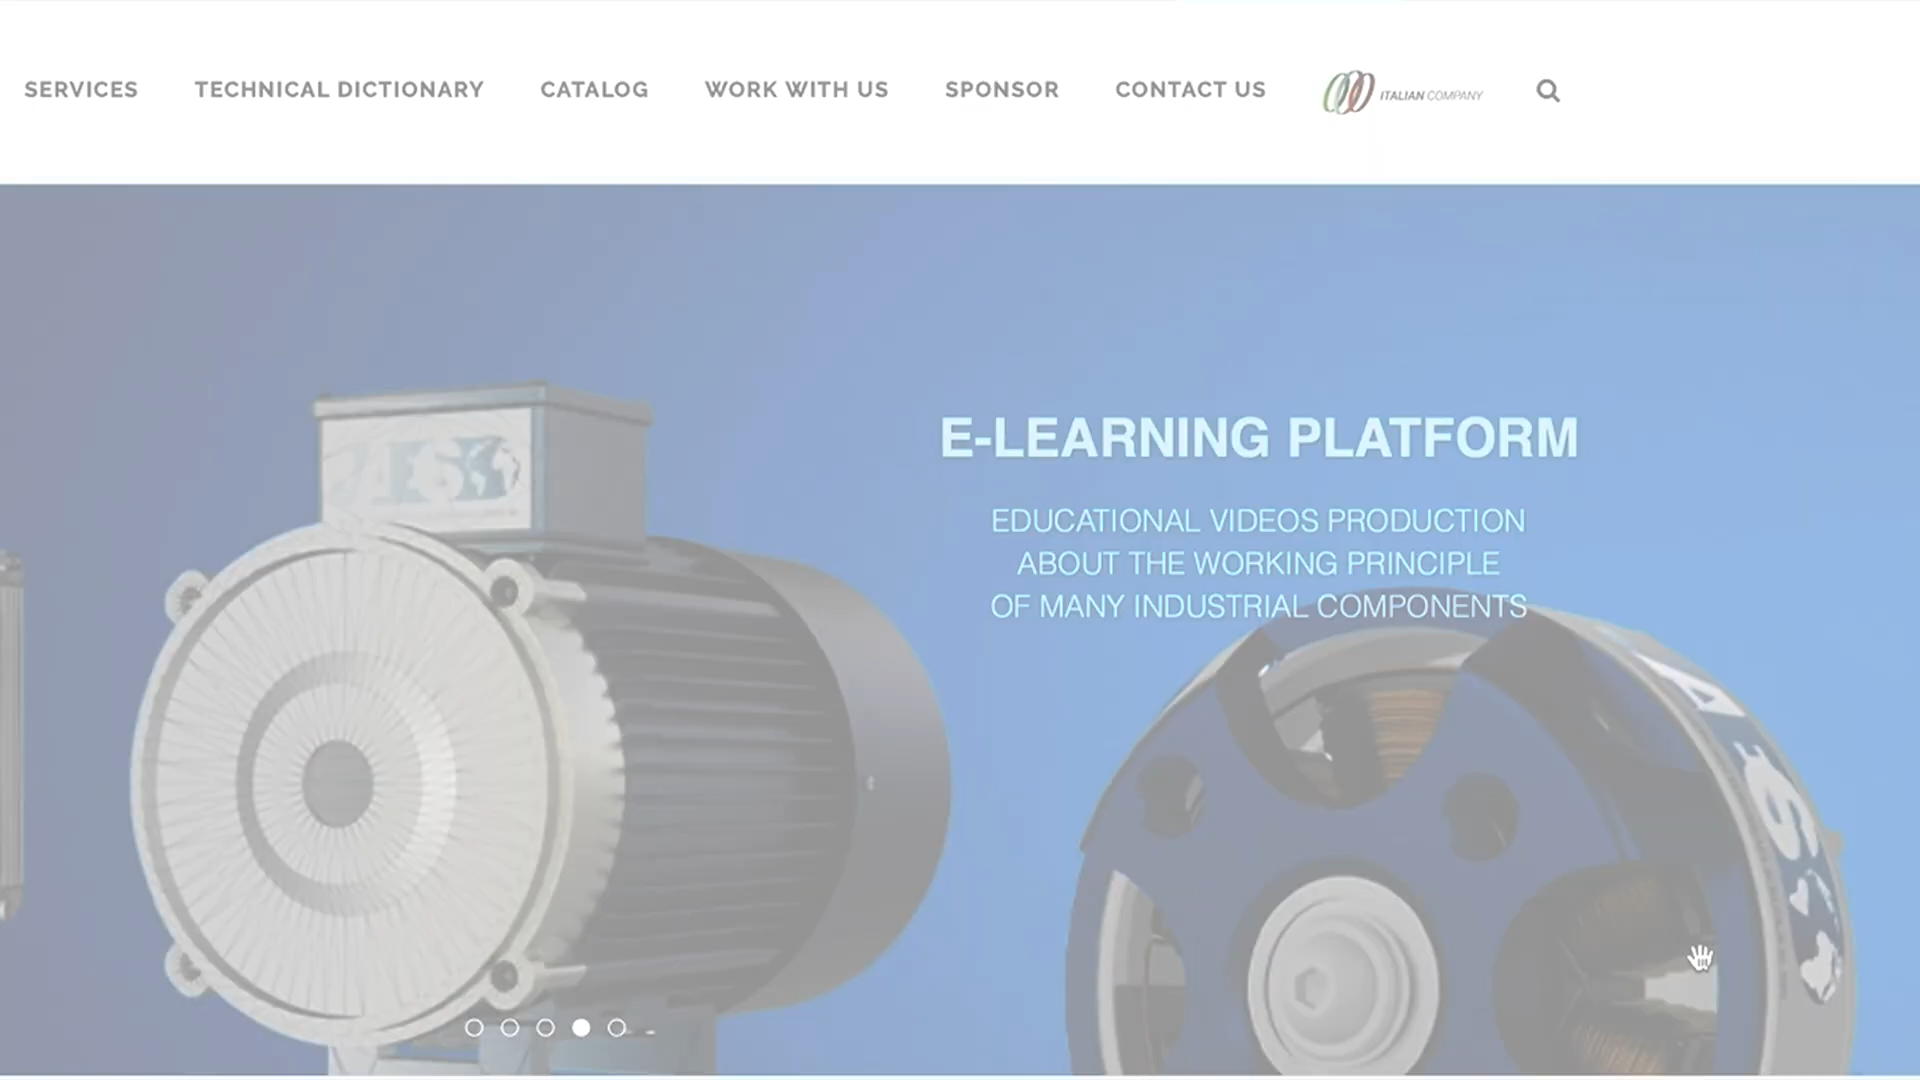 SERVICES TECHNICAL DICTIONARY CATALOG WORK WITH US SPONSOR CONTACT US ITALIAN COMPANY
E-LEARNING PLATFORM
EDUCATIONAL VIDEOS PRODUCTION
ABOUT THE WORKING PRINCIPLE
OF MANY INDUSTRIAL COMPONENTS